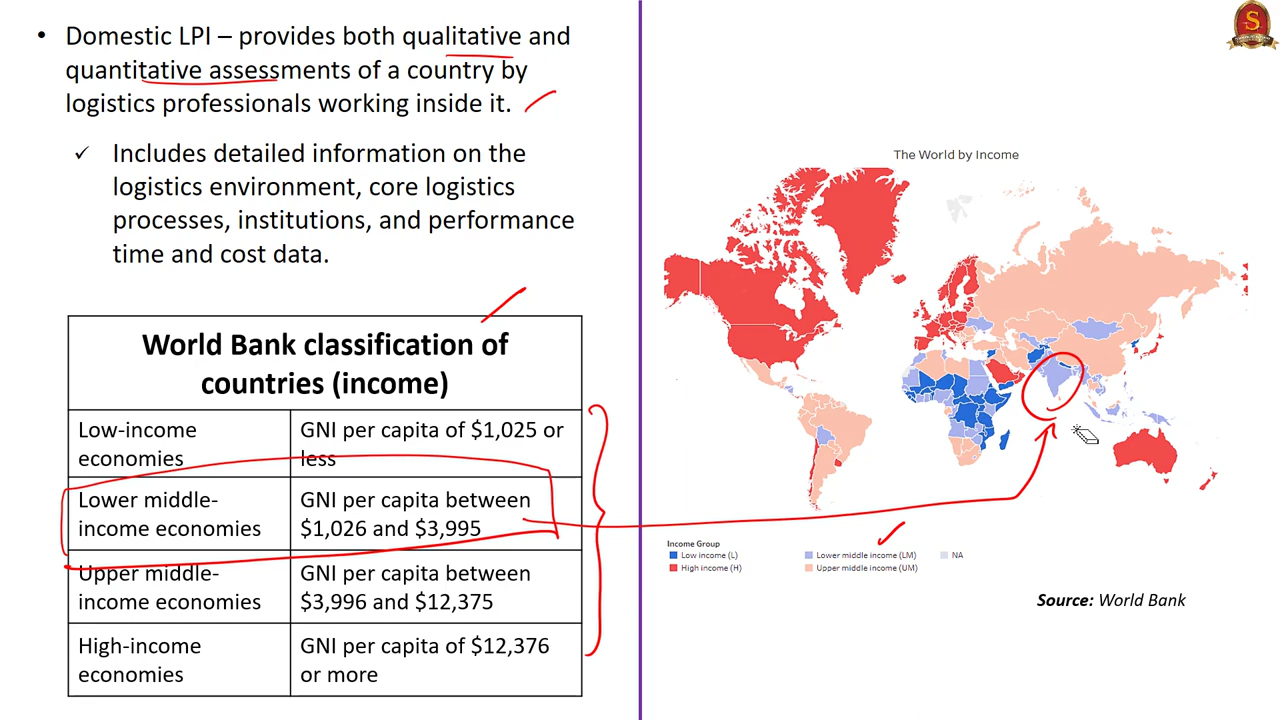 • Domestic LPI – provides both qualitative and
quantitative assessments of a country by
logistics professionals working inside it.
✓ Includes detailed information on the
logistics environment, core logistics
processes, institutions, and performance
time and cost data.
World Bank classification of
countries (income)
Low-income
economies
GNI per capita of $1,025 or
less
Lower middle-
income economies
GNI per capita between
$1,026 and $3,995
Upper middle-
income economies
GNI per capita between
$3,996 and $12,375
High-income
economies
GNI per capita of $12,376
or more
The World by Income
Income Group
Low income (L)
High income (H)
Lower middle income (LM)
Upper middle income (UM)
NA
Source: World Bank
S